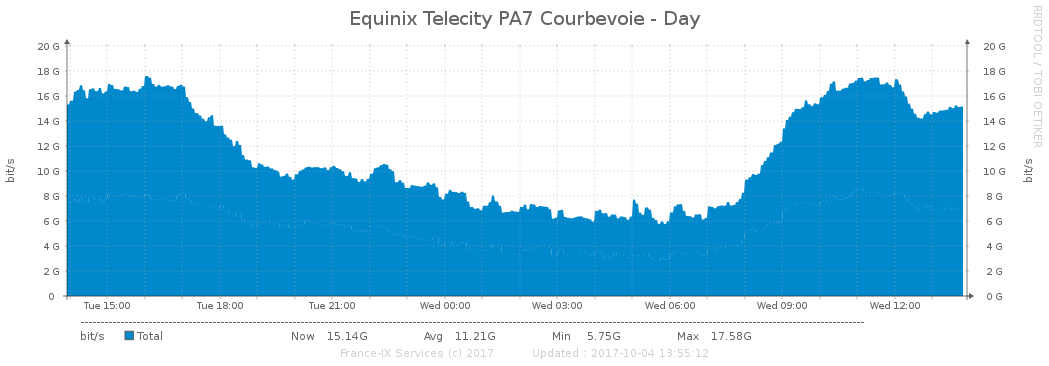 Equinix Telecity PA7 Courbevoie - Day
RRDTOOL / TOBI OETIKER
bit/s
20 G 20 G
18 G 18 G
16 G 16 G
14 G 14 G
12 G 12 G
10 G 10 G
8 G 8 G
6 G 6 G
4 G 4 G
2 G 2 G
0 0 G
bit/s
Tue 15:00 Tue 18:00 Tue 21:00 Wed 00:00 Wed 03:00 Wed 06:00 Wed 09:00 Wed 12:00
bit/s Total Now 15.14G Avg 11.21G Min 5.75G Max 17.58G
France-IX Services (c) 2017 Updated : 2017-10-04 13:55:12